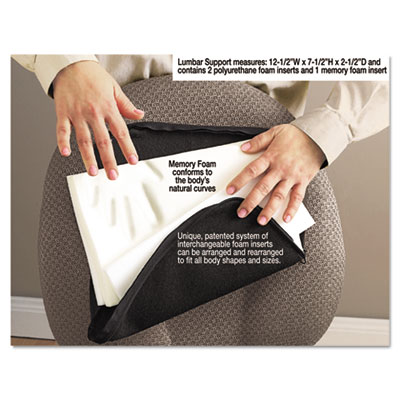 Lumbar Support measures: 12-1/2"W x 7-1/2"H x 2-1/2"D and
contains 2 polyurethane foam inserts and 1 memory foam insert
Memory Foam
conforms to
the body's
natural curves
Unique, patented system of
interchangeable foam inserts
can be arranged and rearranged
to fit all body shapes and sizes.